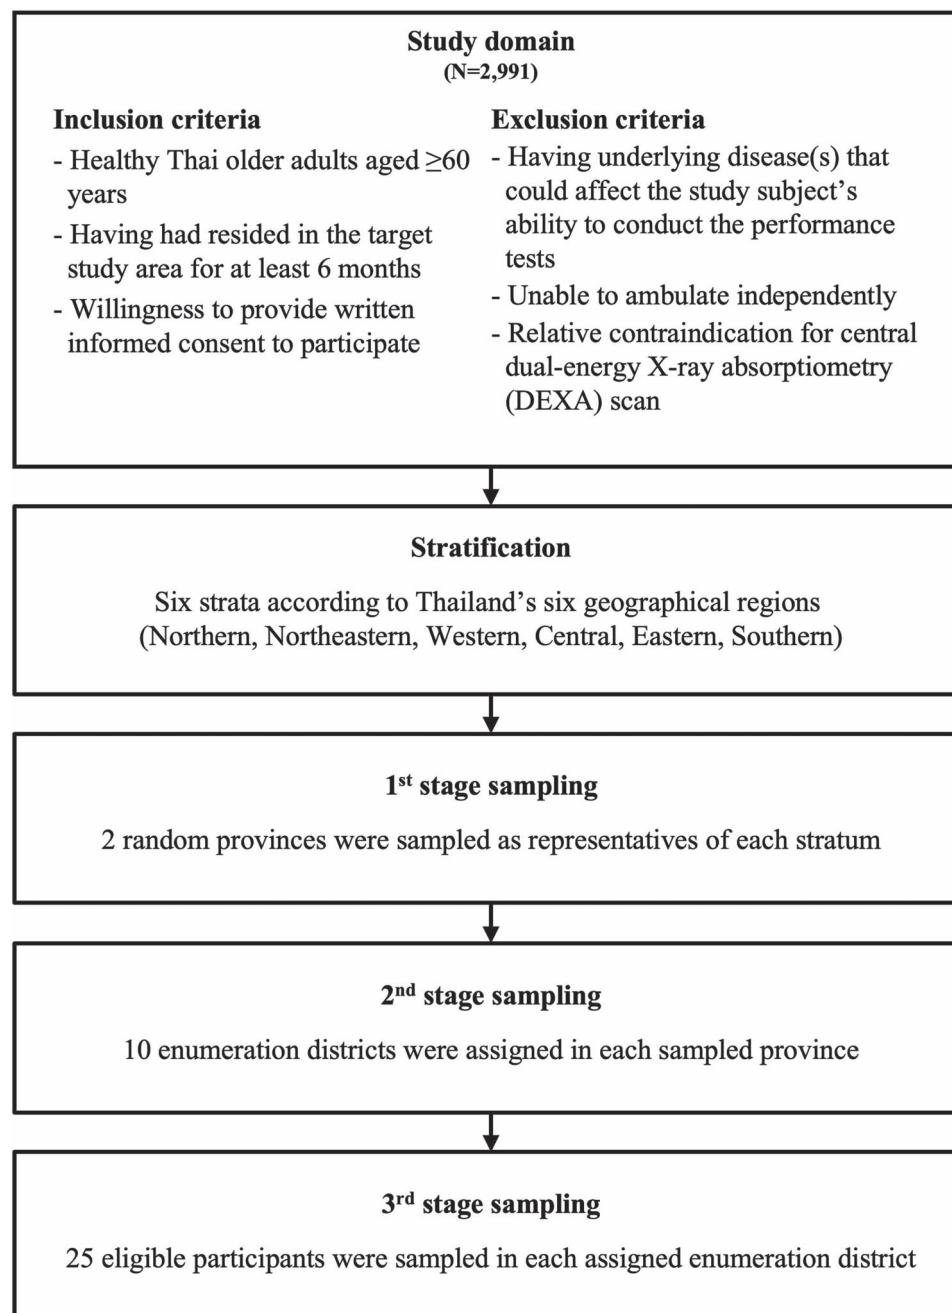 Study domain
(N=2,991)
Inclusion criteria
- Healthy Thai older adults aged ≥60
years
- Having had resided in the target
study area for at least 6 months
- Willingness to provide written
informed consent to participate
Exclusion criteria
- Having underlying disease(s) that
could affect the study subject’s
ability to conduct the performance
tests
- Unable to ambulate independently
- Relative contraindication for central
dual-energy X-ray absorptiometry
(DEXA) scan
Stratification
Six strata according to Thailand’s six geographical regions
(Northern, Northeastern, Western, Central, Eastern, Southern)
1st stage sampling
2 random provinces were sampled as representatives of each stratum
2nd stage sampling
10 enumeration districts were assigned in each sampled province
3rd stage sampling
25 eligible participants were sampled in each assigned enumeration district